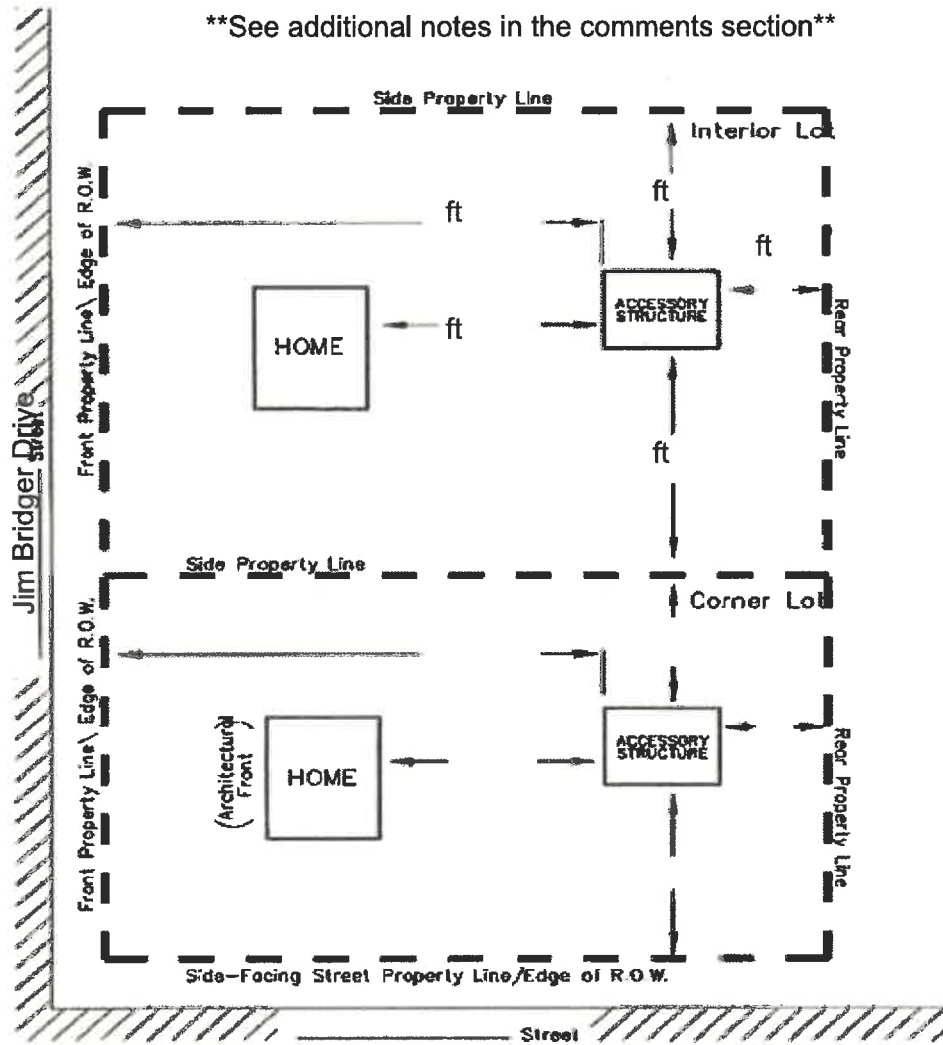 **See additional notes in the comments section**
Side Property Line
Interior Lot
ft
ft
ft
Front Property Line\ Edge of R.O.W.
ACCESSORY
STRUCTURE
HOME
ft
Rear Property Line
Jim Bridger Drive
Street
ft
Side Property Line
Corner Lot
Front Property Line\ Edge of R.O.W.
(Architectural
Front)
HOME
ACCESSORY
STRUCTURE
Rear Property Line
Side-Facing Street Property Line/Edge of R.O.W.
Street